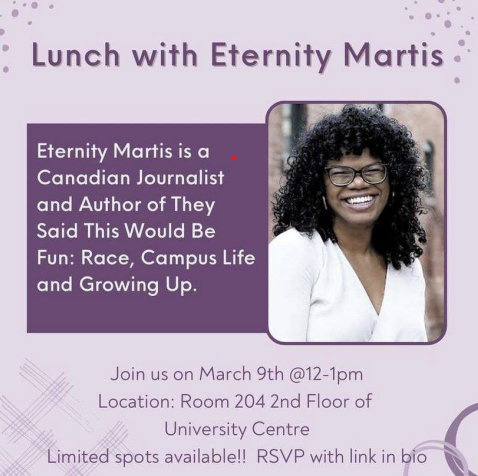 Lunch with Eternity Martis
Eternity Martis is a
Canadian Journalist
and Author of They
Said This Would Be
Fun: Race, Campus Life
and Growing Up.
Join us on March 9th @12-1pm
Location: Room 204 2nd Floor of
University Centre
Limited spots available!! RSVP with link in bio